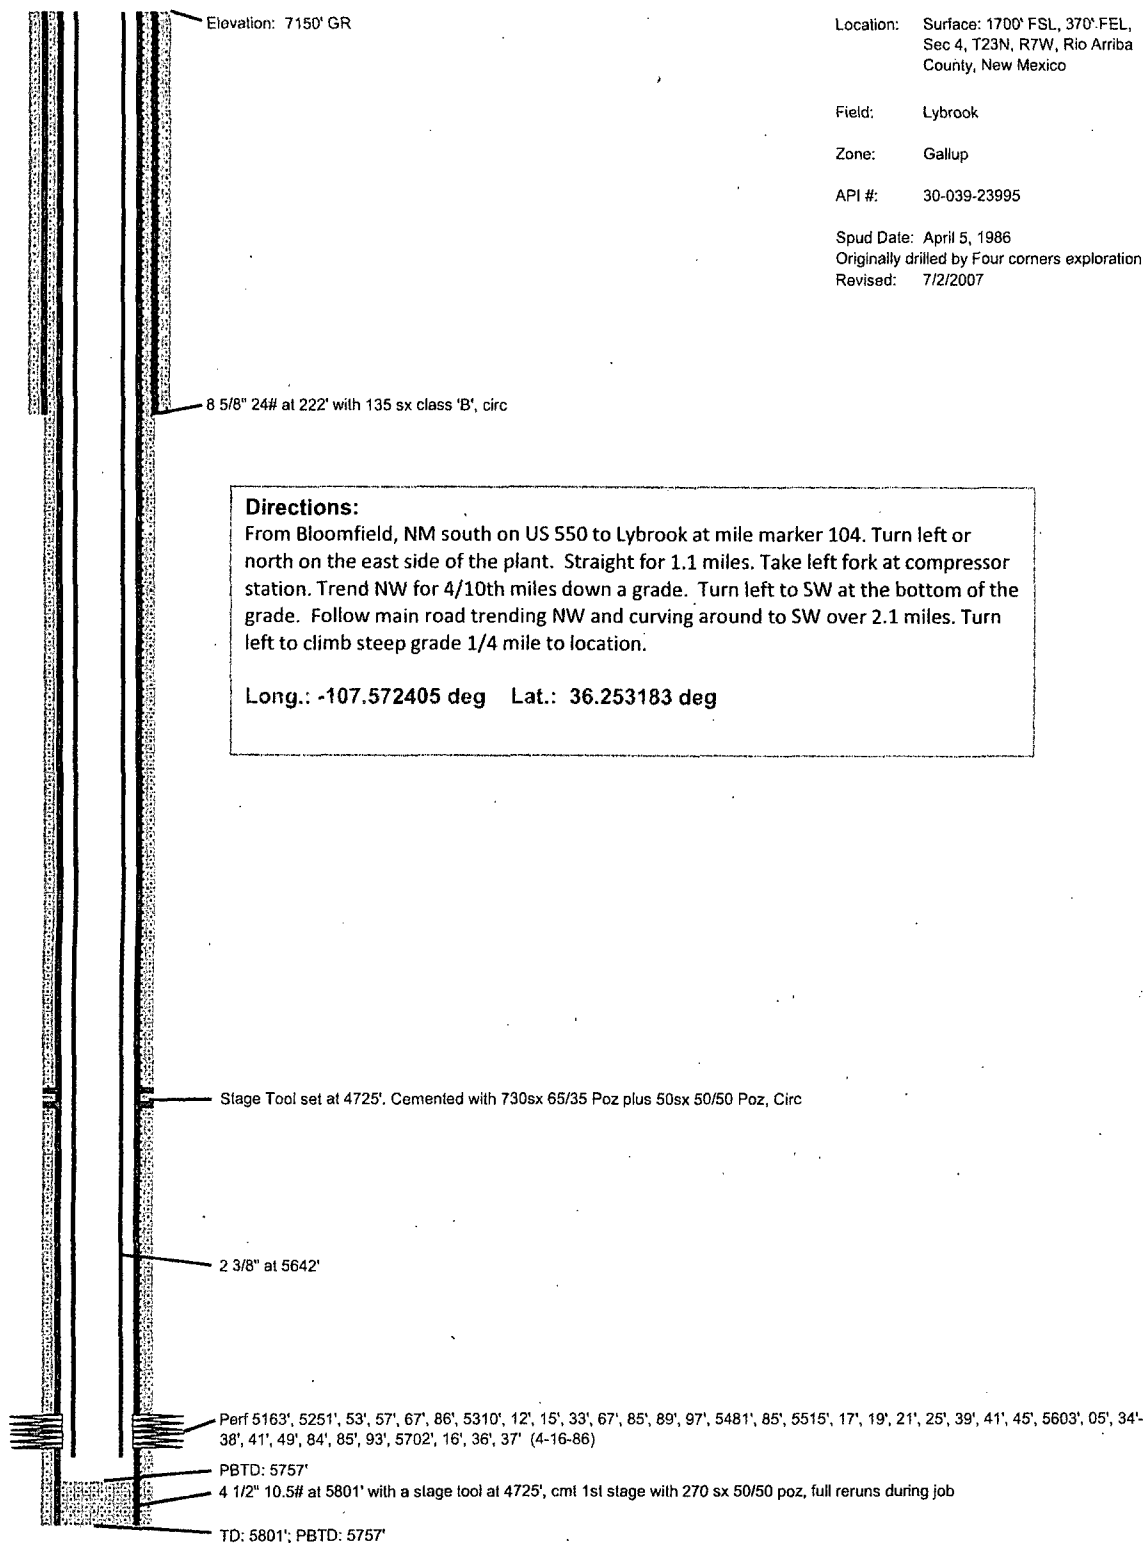 Elevation: 7150' GR
Location: Surface: 1700' FSL, 370' FEL,
Sec 4, T23N, R7W, Rio Arriba
County, New Mexico
Field: Lybrook
Zone: Gallup
API #: 30-039-23995
Spud Date: April 5, 1986
Originally drilled by Four corners exploration
Revised: 7/2/2007
8 5/8" 24# at 222' with 135 sx class 'B', circ
Directions:
From Bloomfield, NM south on US 550 to Lybrook at mile marker 104. Turn left or
north on the east side of the plant. Straight for 1.1 miles. Take left fork at compressor
station. Trend NW for 4/10th miles down a grade. Turn left to SW at the bottom of the
grade. Follow main road trending NW and curving around to SW over 2.1 miles. Turn
left to climb steep grade 1/4 mile to location.
Long.: -107.572405 deg Lat.: 36.253183 deg
Stage Tool set at 4725'. Cemented with 730sx 65/35 Poz plus 50sx 50/50 Poz, Circ
2 3/8" at 5642'
Perf 5163', 5251', 53', 57', 67', 86', 5310', 12', 15', 33', 67', 85', 89', 97', 5481', 85', 5515', 17', 19', 21', 25', 39', 41', 45', 5603', 05', 34'-
38', 41', 49', 84', 85', 93', 5702', 16', 36', 37' (4-16-86)
PBTD: 5757'
4 1/2" 10.5# at 5801' with a stage tool at 4725', cmt 1st stage with 270 sx 50/50 poz, full reruns during job
TD: 5801'; PBTD: 5757'